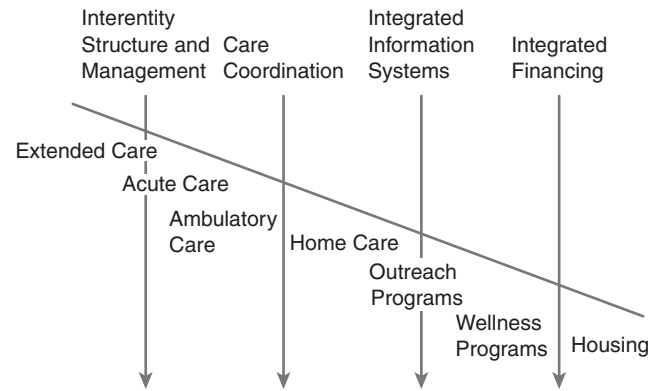 Interentity
Structure and
Management
Care
Coordination
Integrated
Information
Systems
Integrated
Financing
Extended Care
Acute Care
Ambulatory
Care
Home Care
Outreach
Programs
Wellness
Programs
Housing